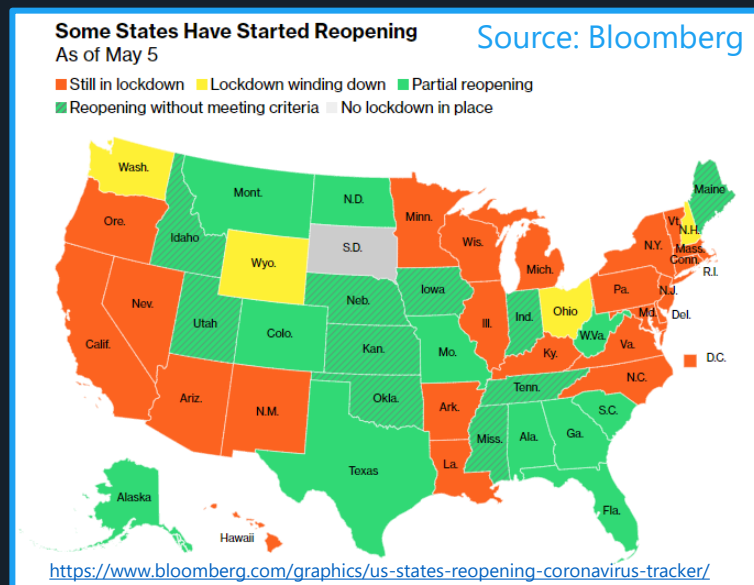 Some States Have Started Reopening
Source: Bloomberg
As of May 5
Still in lockdown Lockdown winding down Partial reopening
Reopening without meeting criteria No lockdown in place
Wash.
Mont.
N.D.
Minn.
Maine
Ore.
Idaho
Wyo.
S.D.
Wis.
Mich.
Vt.
N.H.
N.Y.
Mass.
Conn.
R.I.
Nev.
Utah
Colo.
Neb.
Iowa
Ill.
Ind.
Ohio
Pa.
N.J.
Md.
Del.
W.Va.
Va.
D.C.
Calif.
Kan.
Mo.
Ky.
N.C.
Ariz.
N.M.
Okla.
Ark.
Tenn.
S.C.
Texas
La.
Miss.
Ala.
Ga.
Fla.
Alaska
Hawaii
https://www.bloomberg.com/graphics/us-states-reopening-coronavirus-tracker/